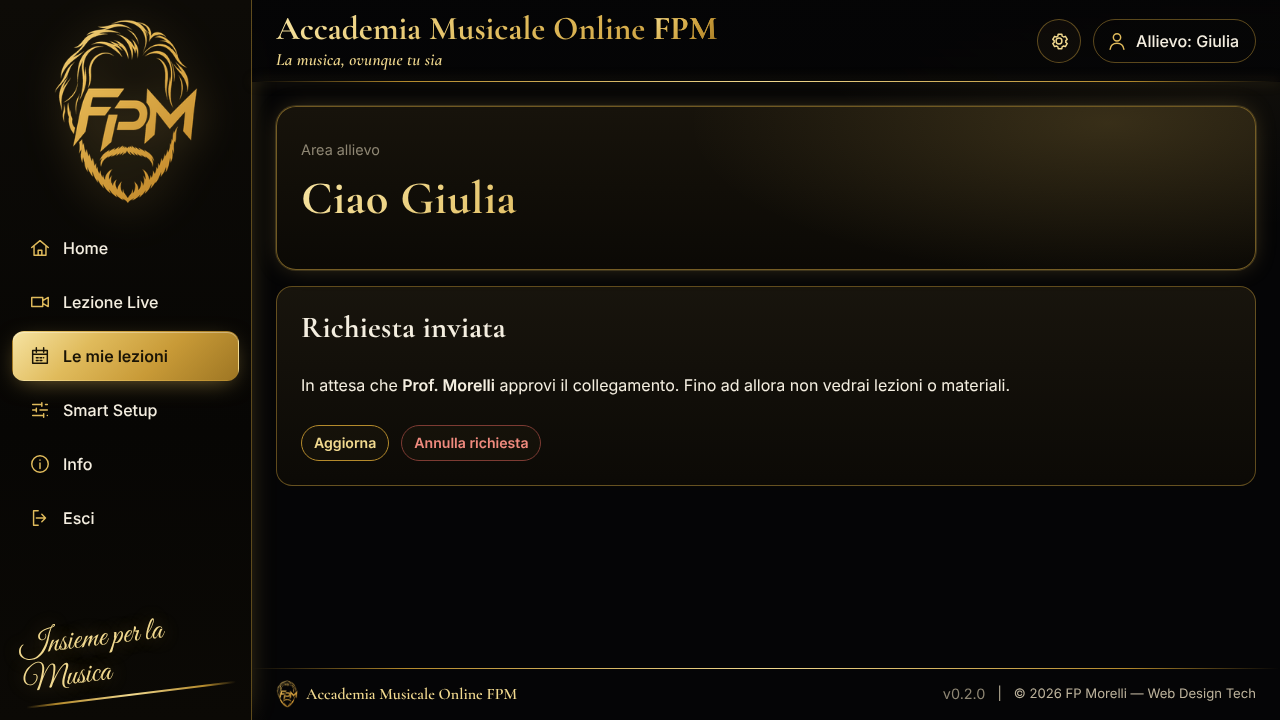 FPM
Home
Lezione Live
Le mie lezioni
Smart Setup
Info
Esci
Insieme per la
Musica
Accademia Musicale Online FPM
La musica, ovunque tu sia
Allievo: Giulia
Area allievo
Ciao Giulia
Richiesta inviata
In attesa che Prof. Morelli approvi il collegamento. Fino ad allora non vedrai lezioni o materiali.
Aggiorna
Annulla richiesta
FPM
Accademia Musicale Online FPM
v0.2.0 | © 2026 FP Morelli — Web Design Tech